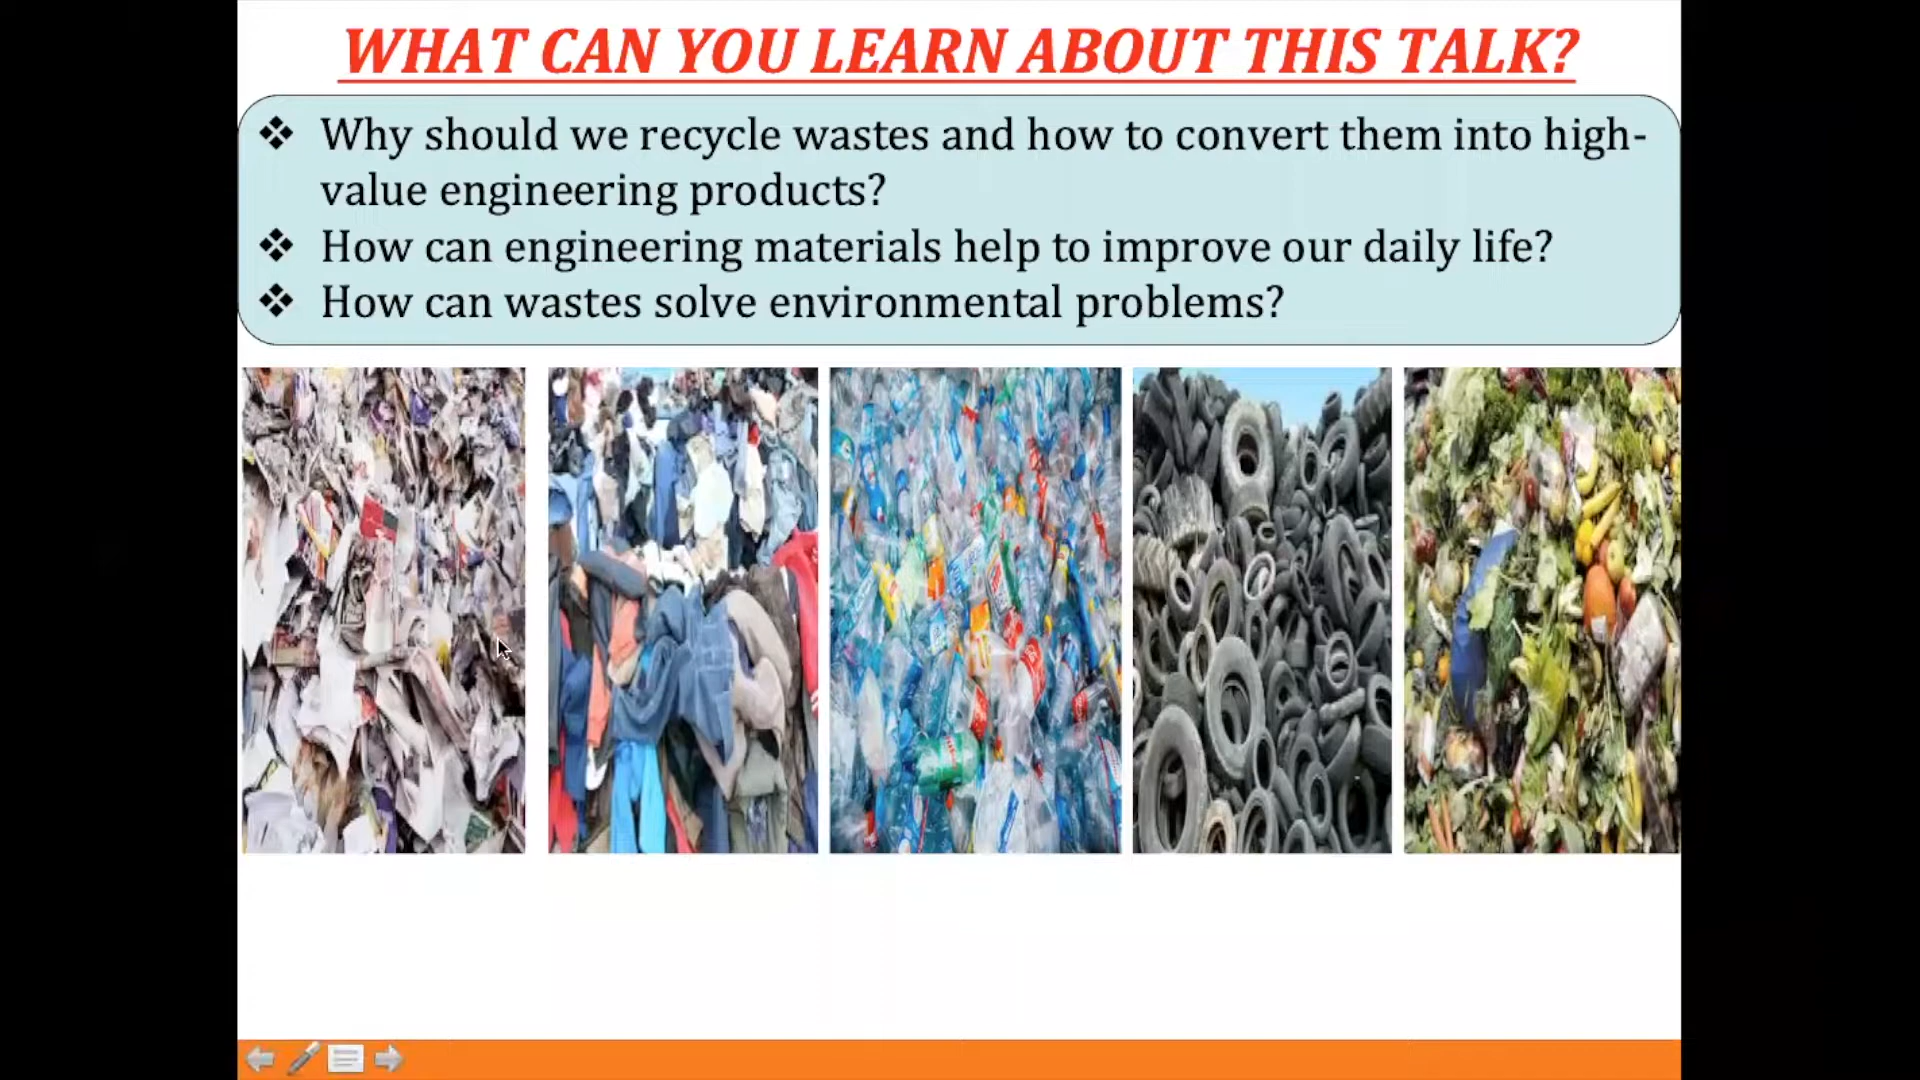 WHAT CAN YOU LEARN ABOUT THIS TALK?
❖ Why should we recycle wastes and how to convert them into high-
value engineering products?
❖ How can engineering materials help to improve our daily life?
❖ How can wastes solve environmental problems?